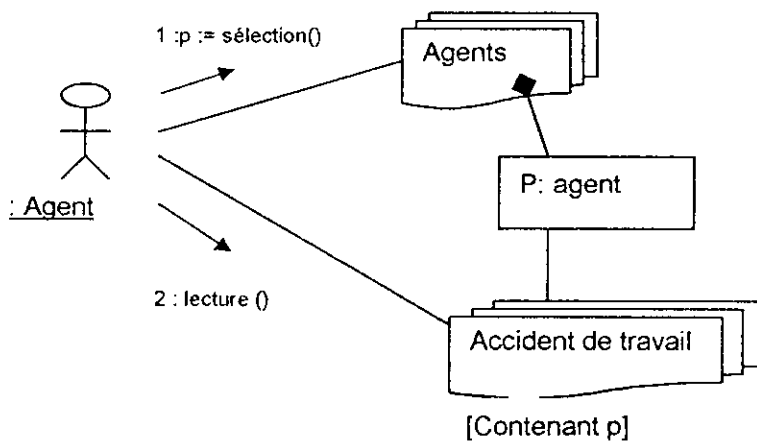 1 :p := sélection()
Agents
P: agent
: Agent
2 : lecture ()
Accident de travail
[Contenant p]